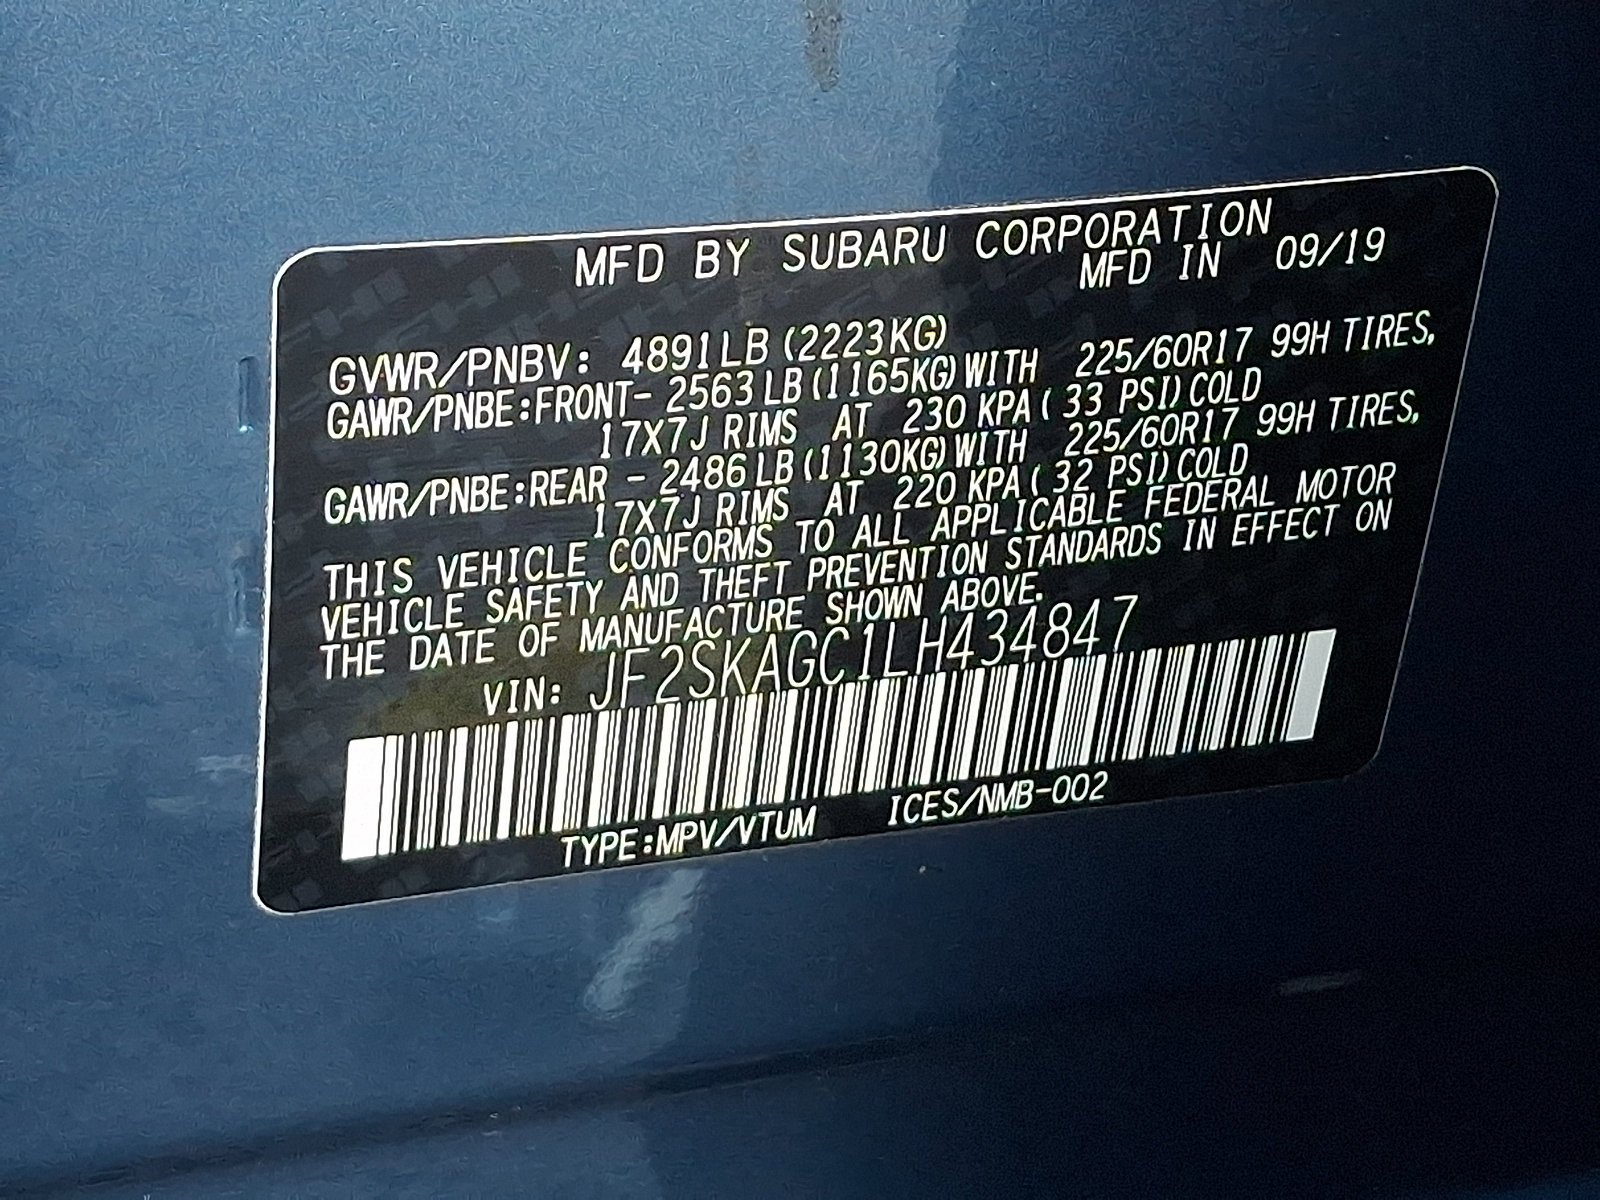 MFD BY SUBARU CORPORATION
MFD IN 09/19
GVWR/PNBV: 4891LB (2223KG)
GAWR/PNBE:FRONT- 2563LB(1165KG)WITH 225/60R17 99H TIRES,
17X7J RIMS AT 230 KPA( 33 PSI)COLD
GAWR/PNBE:REAR - 2486LB(1130KG)WITH 225/60R17 99H TIRES,
17X7J RIMS AT 220 KPA( 32 PSI)COLD
THIS VEHICLE CONFORMS TO ALL APPLICABLE FEDERAL MOTOR
VEHICLE SAFETY AND THEFT PREVENTION STANDARDS IN EFFECT ON
THE DATE OF MANUFACTURE SHOWN ABOVE.
VIN: JF2SKAGC1LH434847
TYPE:MPV/VTUM ICES/NMB-002